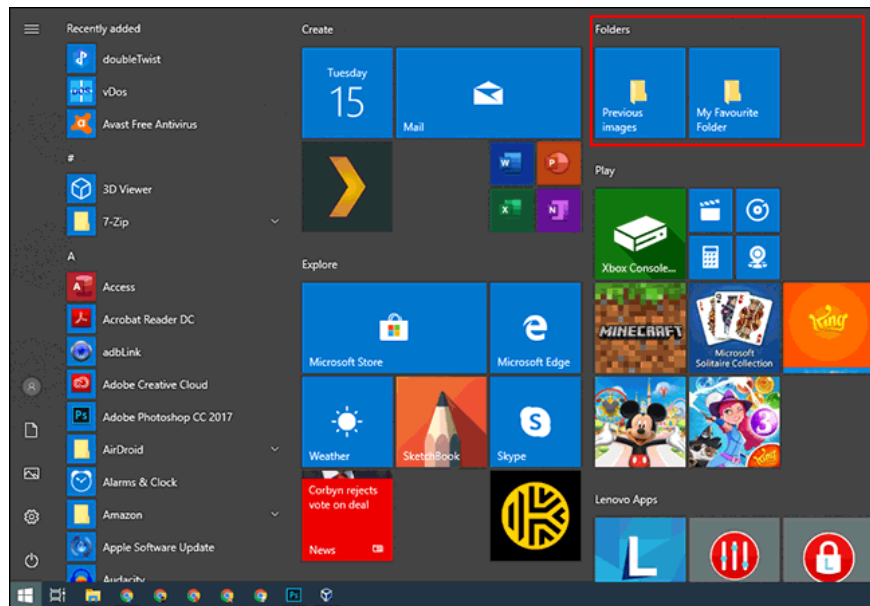 Recently added
doubleTwist
vDos
Avast Free Antivirus
#
3D Viewer
7-Zip
A
Access
Acrobat Reader DC
adbLink
Adobe Creative Cloud
Adobe Photoshop CC 2017
AirDroid
Alarms & Clock
Amazon
Apple Software Update
Audacity
Create
Tuesday
15
Mail
Explore
Microsoft Store
Microsoft Edge
Weather
SketchBook
Skype
Corbyn rejects
vote on deal
News
Folders
Previous
images
My Favourite
Folder
Play
Xbox Console...
MINECRAFT
Microsoft
Solitaire Collection
King
3
King
Lenovo Apps
L
L
Ps